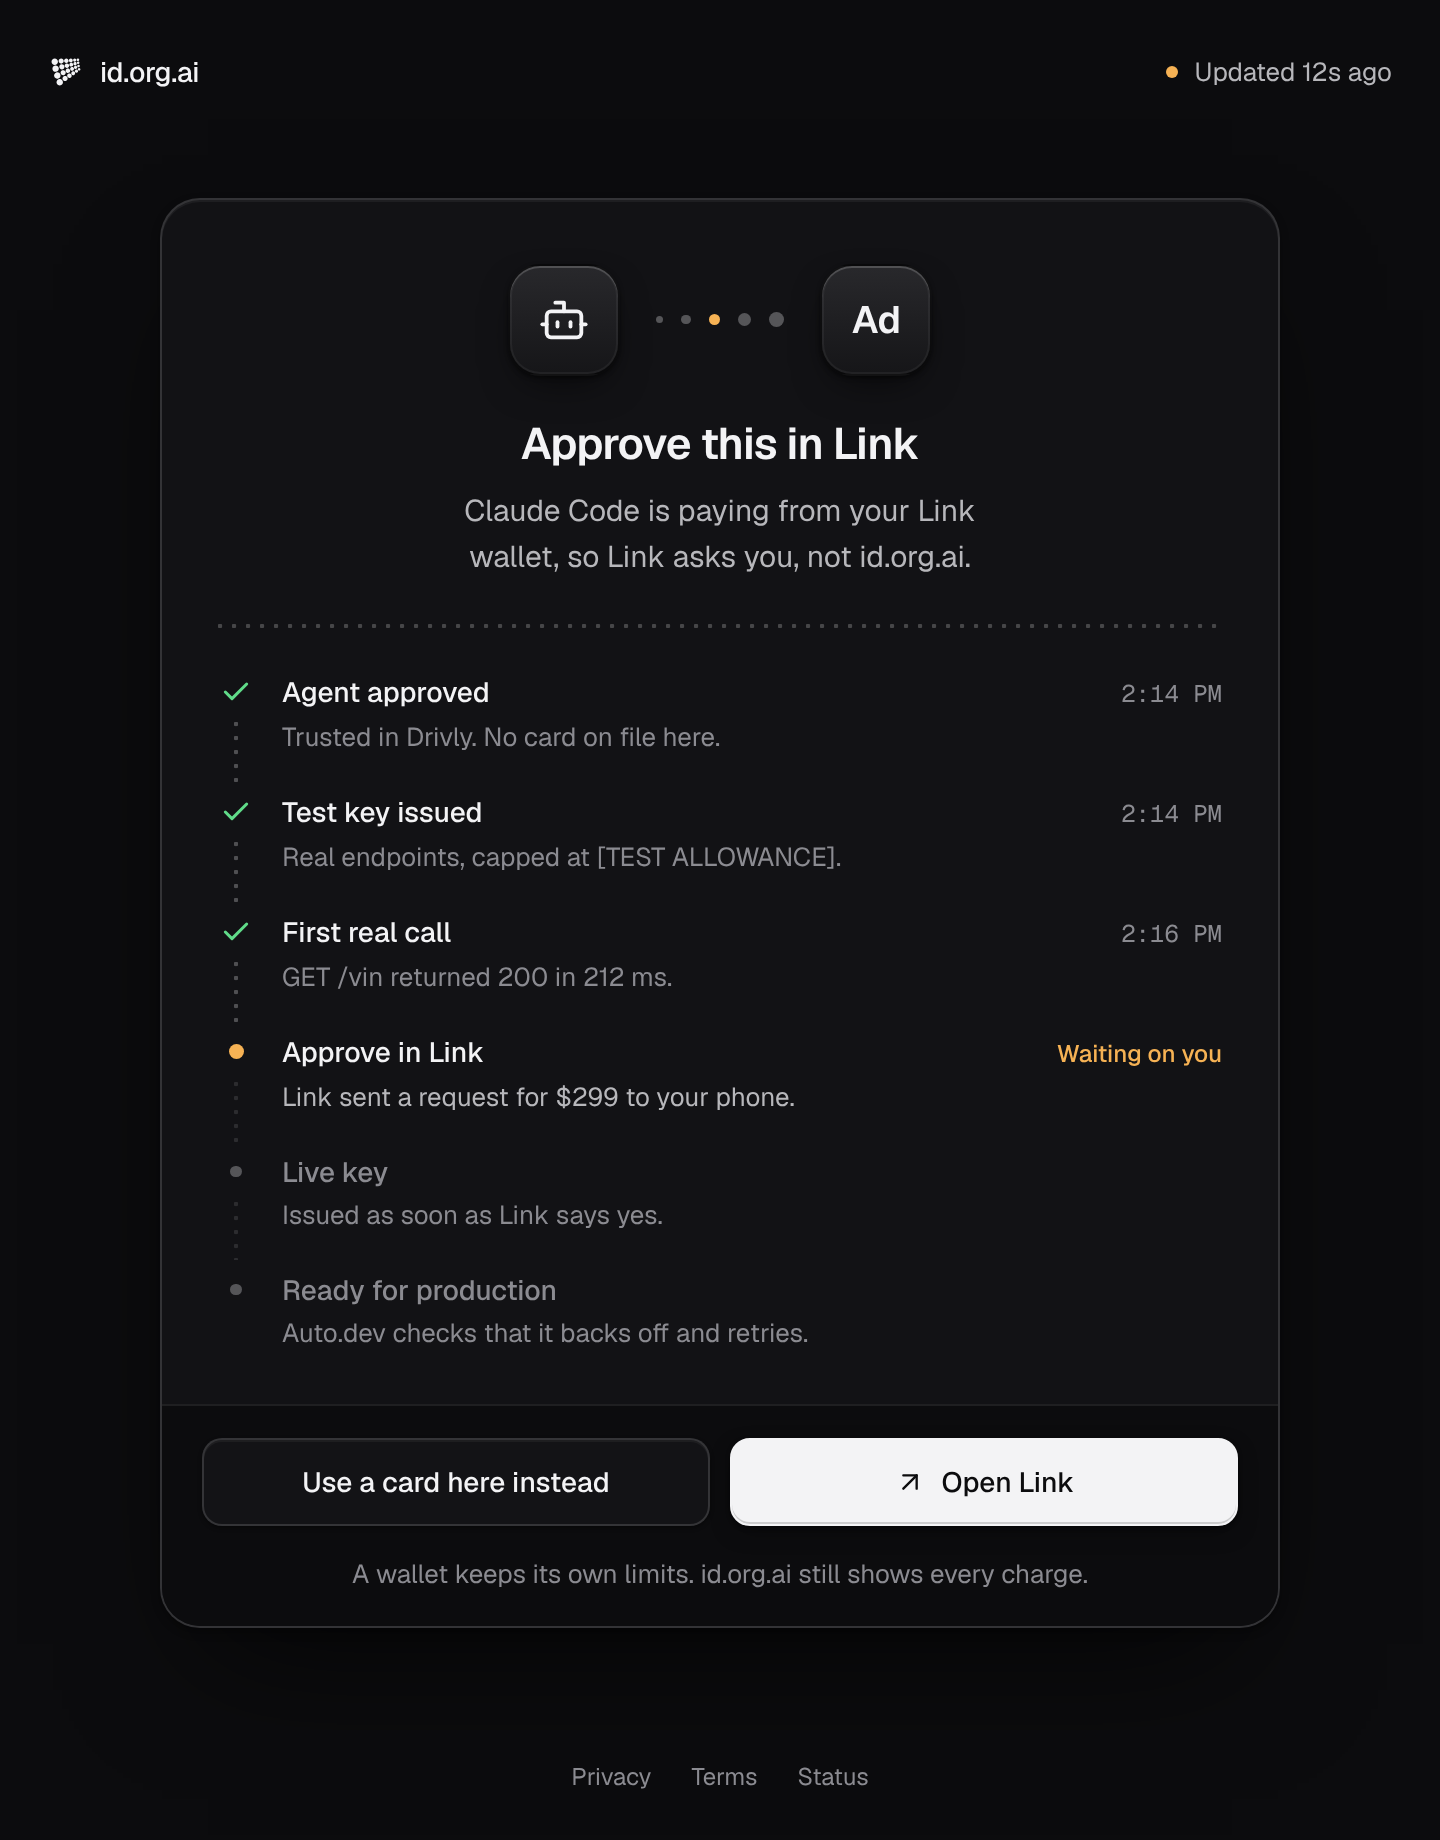 id.org.ai
Updated 12s ago
Ad
Approve this in Link
Claude Code is paying from your Link
wallet, so Link asks you, not id.org.ai.
Agent approved
2:14 PM
Trusted in Drivly. No card on file here.
Test key issued
2:14 PM
Real endpoints, capped at [TEST ALLOWANCE].
First real call
2:16 PM
GET /vin returned 200 in 212 ms.
Approve in Link
Waiting on you
Link sent a request for $299 to your phone.
Live key
Issued as soon as Link says yes.
Ready for production
Auto.dev checks that it backs off and retries.
Use a card here instead
Open Link
A wallet keeps its own limits. id.org.ai still shows every charge.
Privacy
Terms
Status